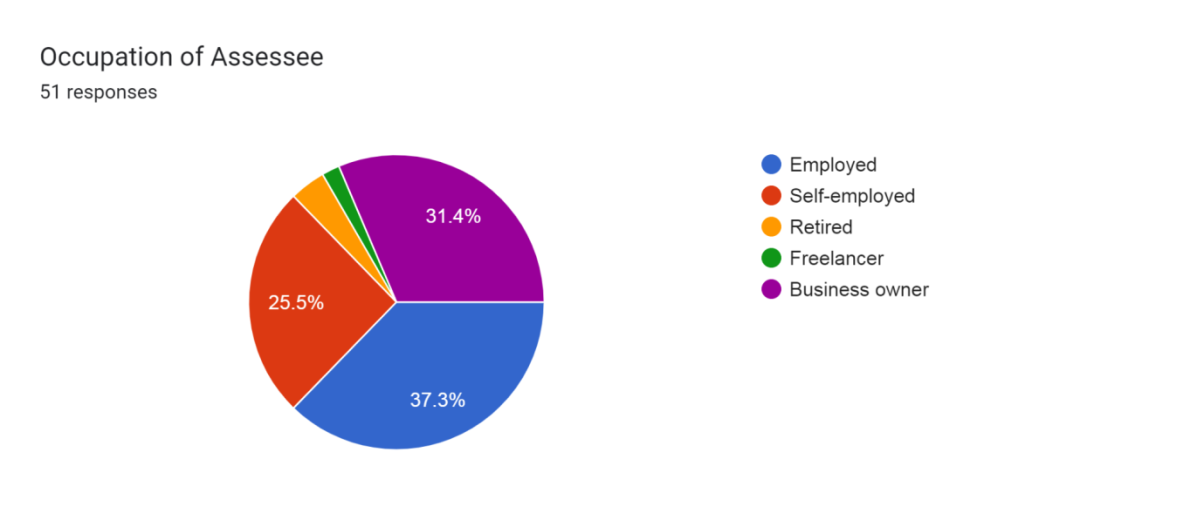 Occupation of Assessee
51 responses
31.4%
25.5%
37.3%
Employed
Self-employed
Retired
Freelancer
Business owner